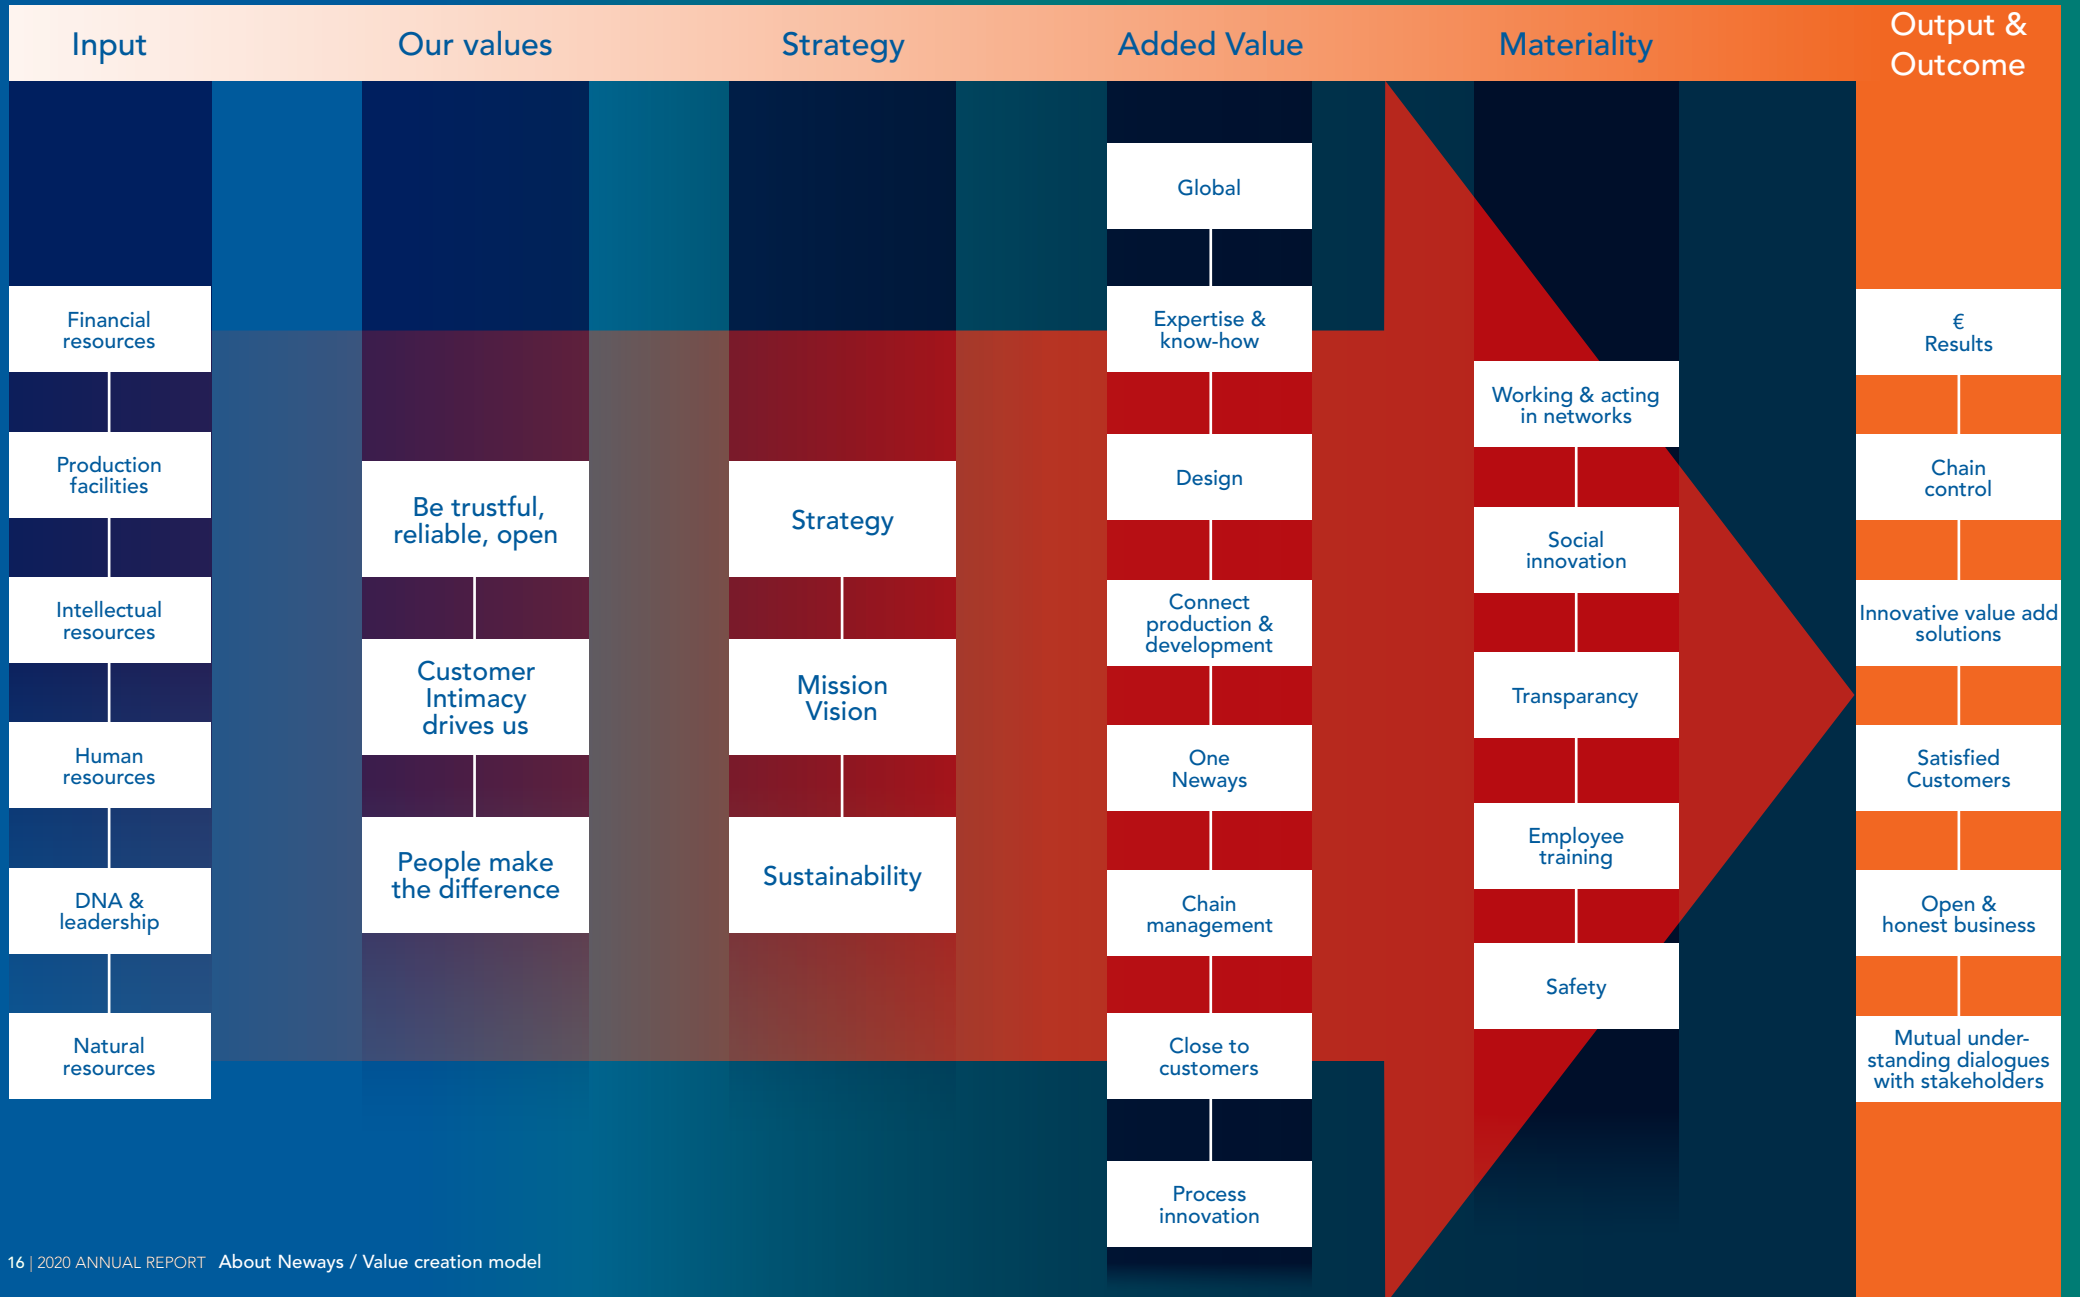 Input
Our values
Strategy
Added Value
Materiality
Output &
Outcome
Financial
resources
Production
facilities
Intellectual
resources
Human
resources
DNA &
leadership
Natural
resources
Be trustful,
reliable, open
Customer
Intimacy
drives us
People make
the difference
Strategy
Mission
Vision
Sustainability
Global
Expertise &
know-how
Design
Connect
production &
development
One
Neways
Chain
management
Close to
customers
Process
innovation
Working & acting
in networks
Social
innovation
Transparancy
Employee
training
Safety
€
Results
Chain
control
Innovative value add
solutions
Satisfied
Customers
Open &
honest business
Mutual under-
standing dialogues
with stakeholders
16 | 2020 ANNUAL REPORT About Neways / Value creation model